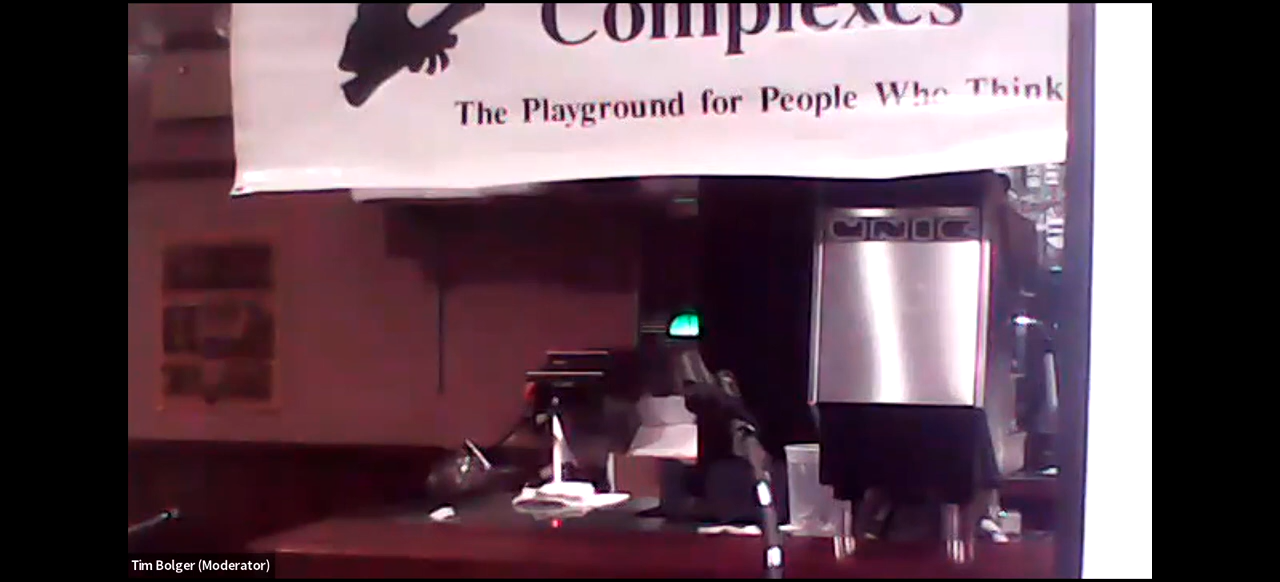 Complexes
The Playground for People Who Think
UNIC
Tim Bolger (Moderator)